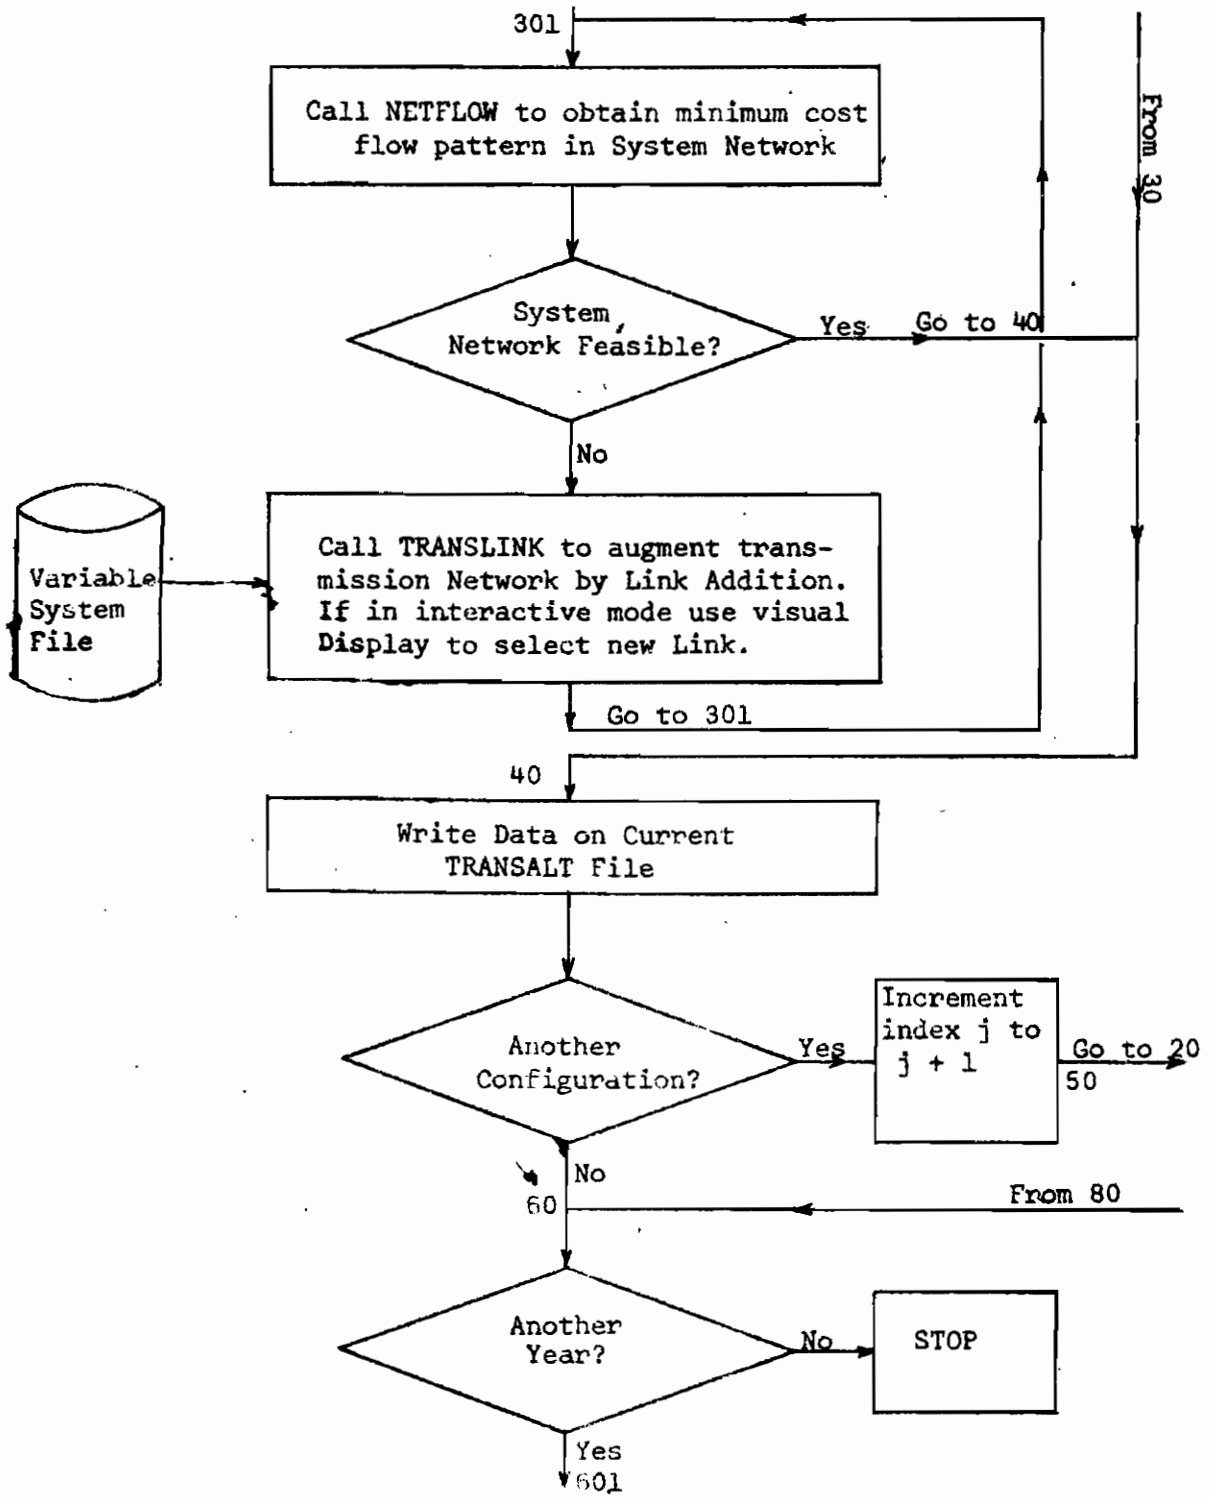 301
Call NETFLOW to obtain minimum cost
flow pattern in System Network
From 30
System
Network Feasible?
Yes
Go to 40
No
Variable
System
File
Call TRANSLINK to augment trans-
mission Network by Link Addition.
If in interactive mode use visual
Display to select new Link.
Go to 301
40
Write Data on Current
TRANSALT File
Another
Configuration?
Yes
Increment
index j to
j + 1
Go to 20
50
No
60
From 80
Another
Year?
No
STOP
Yes
601